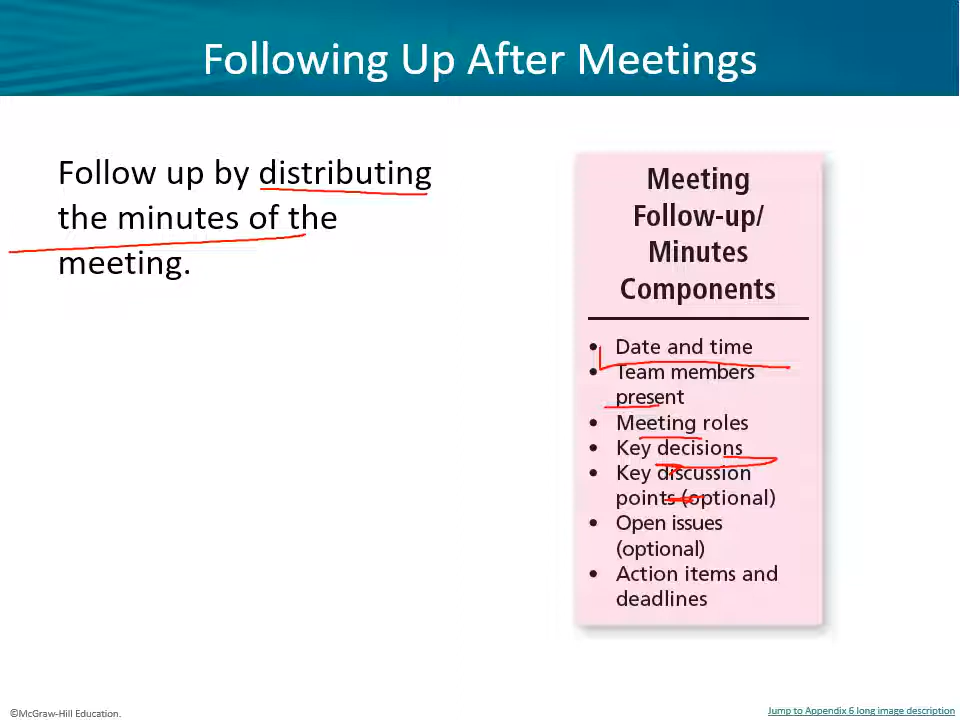 Following Up After Meetings
Follow up by distributing
the minutes of the
meeting.
Meeting
Follow-up/
Minutes
Components
• Date and time
• Team members
present
• Meeting roles
• Key decisions
• Key discussion
points (optional)
• Open issues
(optional)
• Action items and
deadlines
©McGraw-Hill Education.
Jump to Appendix 6 long image description